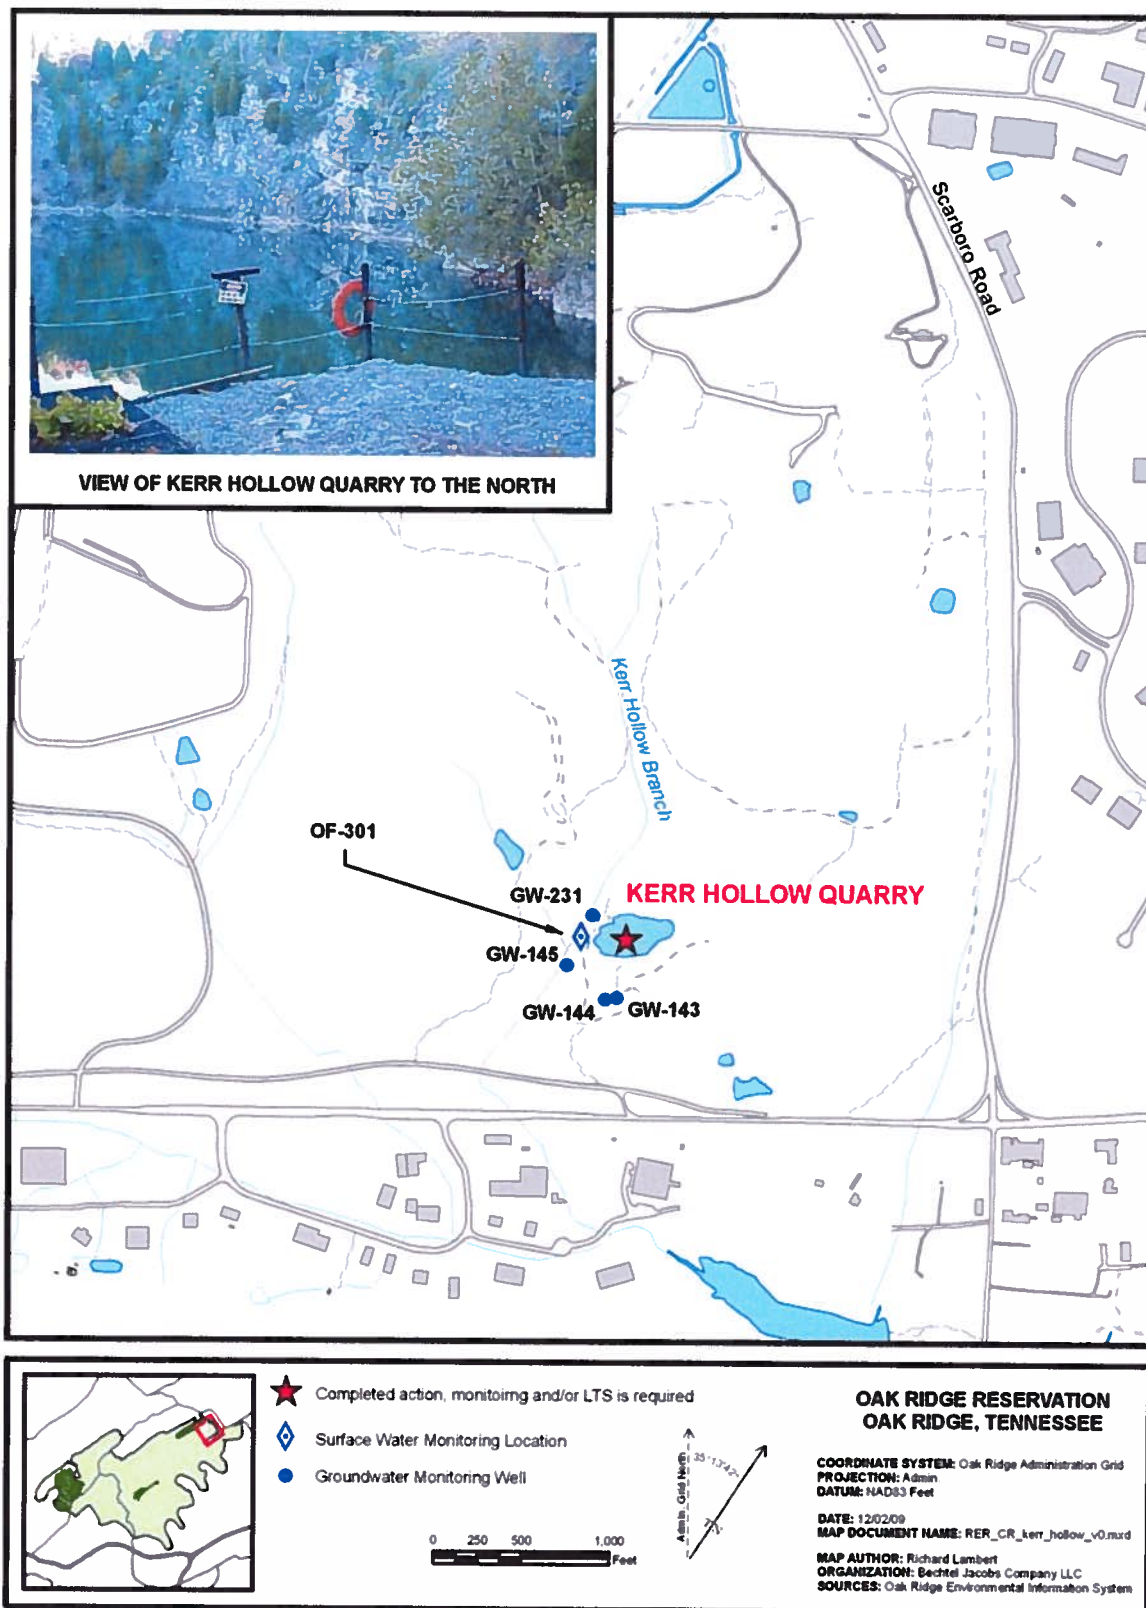 VIEW OF KERR HOLLOW QUARRY TO THE NORTH
Scarboro Road
Kerr Hollow Branch
OF-301
GW-231
KERR HOLLOW QUARRY
GW-145
GW-144
GW-143
Completed action, monitoirng and/or LTS is required
Surface Water Monitoring Location
Groundwater Monitoring Well
0 250 500 1,000
Feet
Admin. Grid North
35°13'42"
OAK RIDGE RESERVATION
OAK RIDGE, TENNESSEE
COORDINATE SYSTEM: Oak Ridge Administration Grid
PROJECTION: Admin
DATUM: NAD83 Feet
DATE: 12/02/09
MAP DOCUMENT NAME: RER_CR_kerr_hollow_v0.mxd
MAP AUTHOR: Richard Lambert
ORGANIZATION: Bechtel Jacobs Company LLC
SOURCES: Oak Ridge Environmental Information System